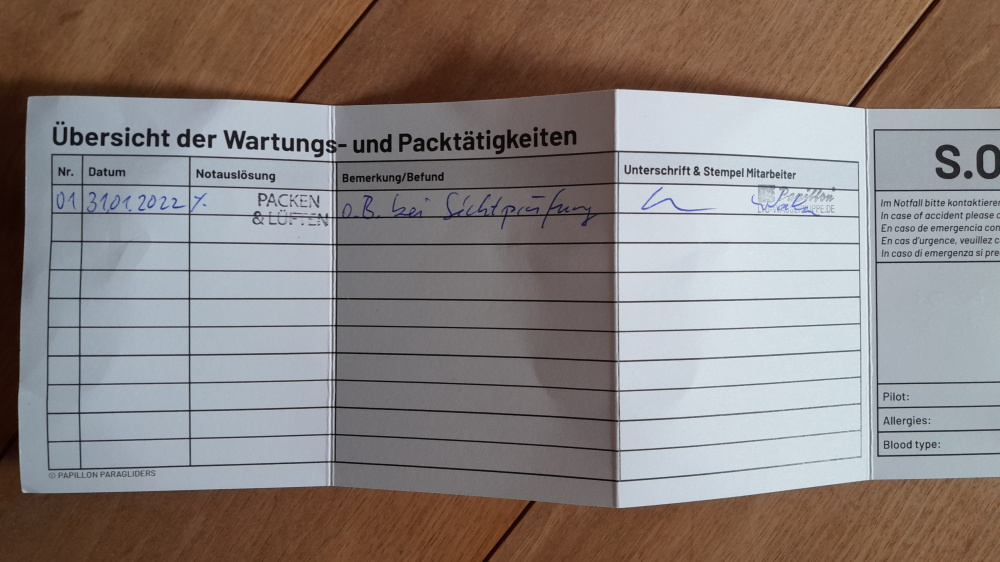 Übersicht der Wartungs- und Packtätigkeiten
Nr. Datum Notauslösung Bemerkung/Befund Unterschrift & Stempel Mitarbeiter
01 31.01.2022 %. PACKEN o.B. bei Sichtprüfung Papillon
& LÜFTEN
© PAPILLON PARAGLIDERS
S.O
Im Notfall bitte kontaktieren
In case of accident please c
En caso de emergencia con
En cas d'urgence, veuillez c
In caso di emergenza si pre
Pilot:
Allergies:
Blood type: